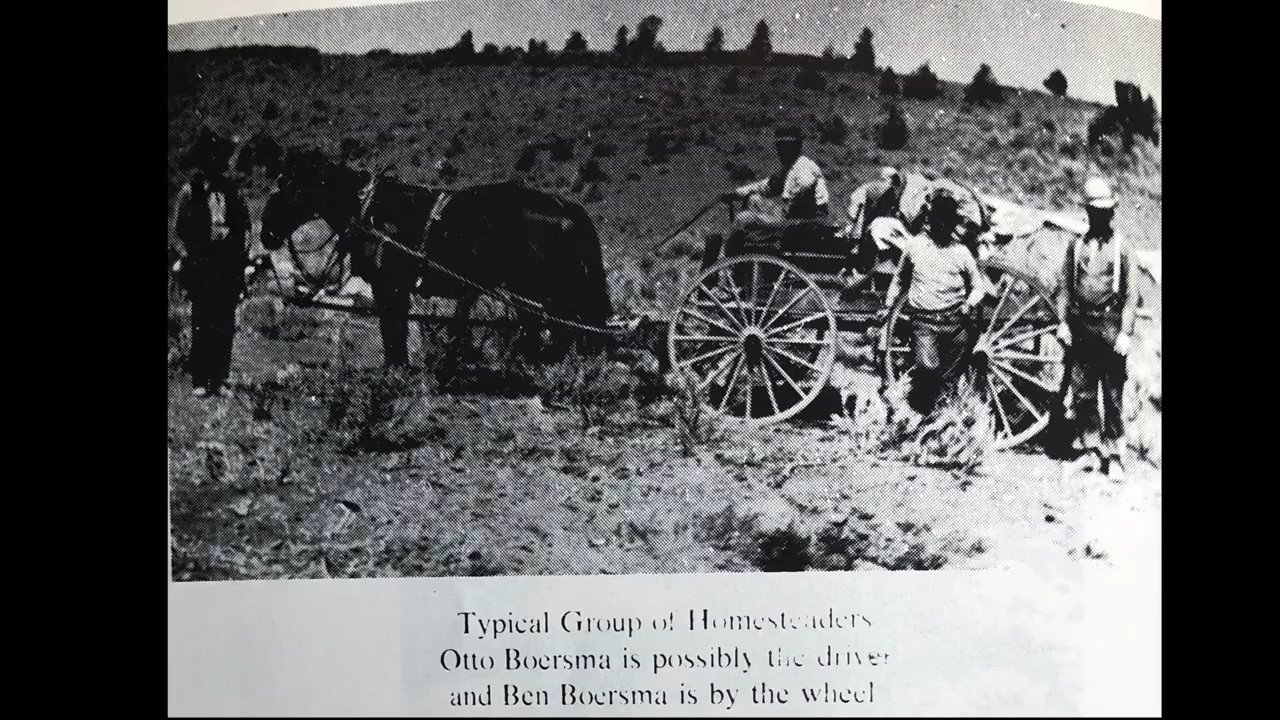 Typical Group of Homesteaders
Otto Boersma is possibly the driver
and Ben Boersma is by the wheel